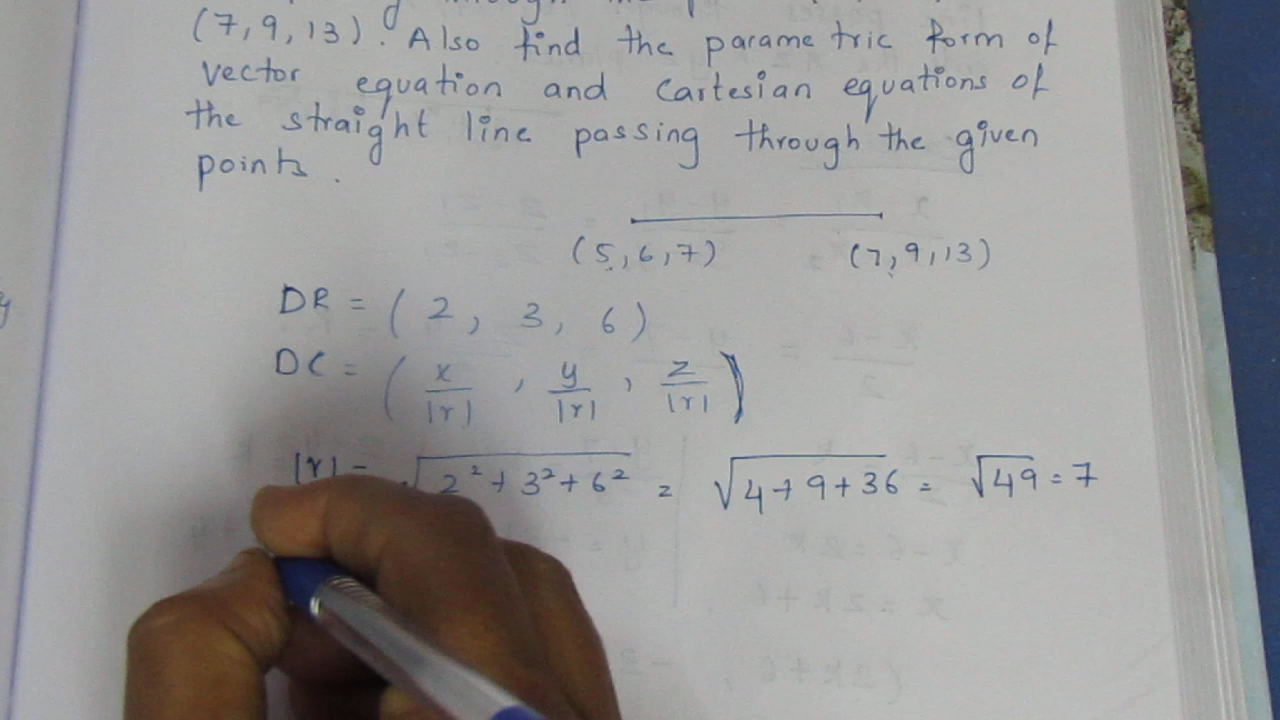 (7,9,13). Also find the parametric form of
vector equation and Cartesian equations of
the straight line passing through the given
points.
(5,6,7) (7,9,13)
DR = ( 2, 3, 6 )
DC = ( x/|r| , y/|r| , z/|r| )
|r| = √(2² + 3² + 6²) = √(4+9+36) = √49 = 7